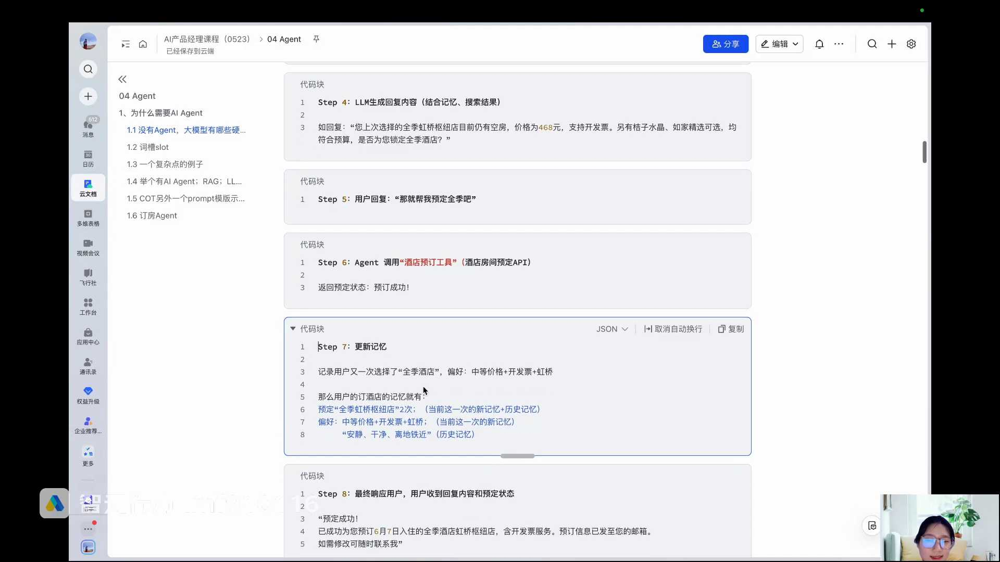 AI产品经理课程（0523） > 04 Agent
已经保存到云端
分享
编辑
512
消息
30
日历
云文档
多维表格
视频会议
飞行社
工作台
应用中心
通讯录
权益升级
企业推荐...
更多
04 Agent
1、为什么需要AI Agent
1.1 没有Agent，大模型有哪些硬...
1.2 词槽slot
1.3 一个复杂点的例子
1.4 举个有AI Agent；RAG；LL...
1.5 COT另外一个prompt模版示...
1.6 订房Agent
代码块
1 Step 4：LLM生成回复内容（结合记忆、搜索结果）
2
3 如回复：“您上次选择的全季虹桥枢纽店目前仍有空房，价格为468元，支持开发票。另有桔子水晶、如家精选可选，均
符合预算，是否为您锁定全季酒店？”
代码块
1 Step 5：用户回复：“那就帮我预定全季吧”
代码块
1 Step 6：Agent 调用“酒店预订工具”（酒店房间预定API）
2
3 返回预定状态：预订成功！
代码块 JSON 取消自动换行 复制
1 Step 7：更新记忆
2
3 记录用户又一次选择了“全季酒店”，偏好：中等价格+开发票+虹桥
4
5 那么用户的订酒店的记忆就有：
6 预定“全季虹桥枢纽店”2次；（当前这一次的新记忆+历史记忆）
7 偏好：中等价格+开发票+虹桥；（当前这一次的新记忆）
8 “安静、干净、离地铁近”（历史记忆）
代码块
1 Step 8：最终响应用户，用户收到回复内容和预定状态
2
3 “预定成功！
4 已成功为您预订6月7日入住的全季酒店虹桥枢纽店，含开发票服务。预订信息已发至您的邮箱。
5 如需修改可随时联系我”